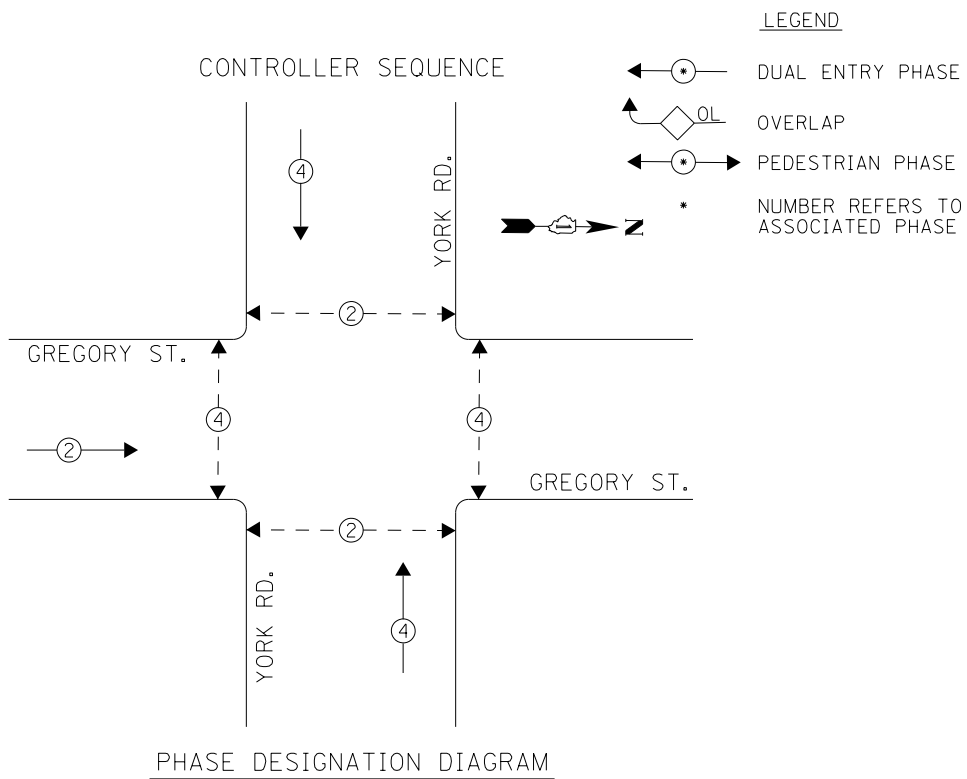 LEGEND
CONTROLLER SEQUENCE
* DUAL ENTRY PHASE
OL OVERLAP
* PEDESTRIAN PHASE
* NUMBER REFERS TO
ASSOCIATED PHASE
4
YORK RD.
N
2
GREGORY ST.
4
4
2
GREGORY ST.
2
YORK RD.
4
PHASE DESIGNATION DIAGRAM